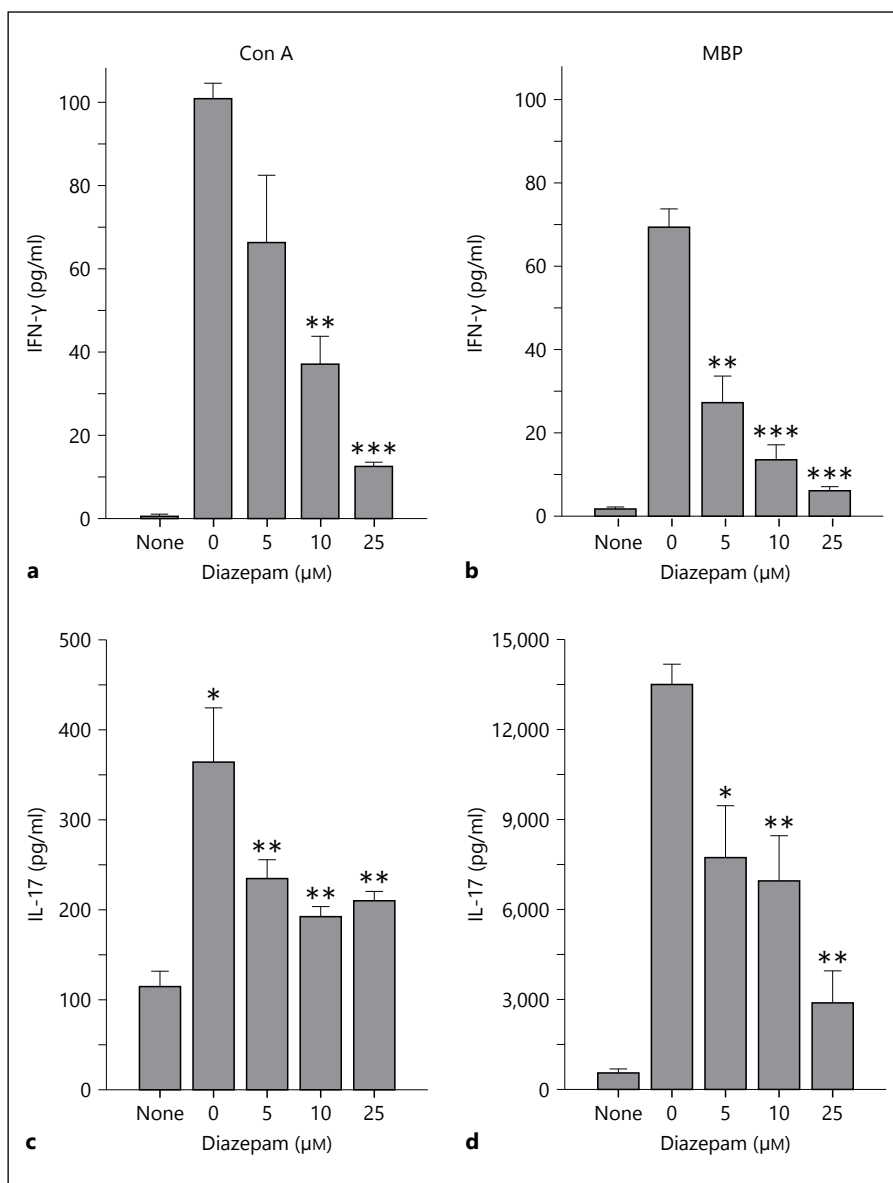 Con A
IFN-γ (pg/ml)
100
80
60
40
20
0
**
***
None 0 5 10 25
Diazepam (µM)
a
MBP
IFN-γ (pg/ml)
100
80
60
40
20
0
**
***
***
None 0 5 10 25
Diazepam (µM)
b
IL-17 (pg/ml)
500
400
300
200
100
0
*
**
**
**
None 0 5 10 25
Diazepam (µM)
c
IL-17 (pg/ml)
15,000
12,000
9,000
6,000
3,000
0
*
**
**
None 0 5 10 25
Diazepam (µM)
d